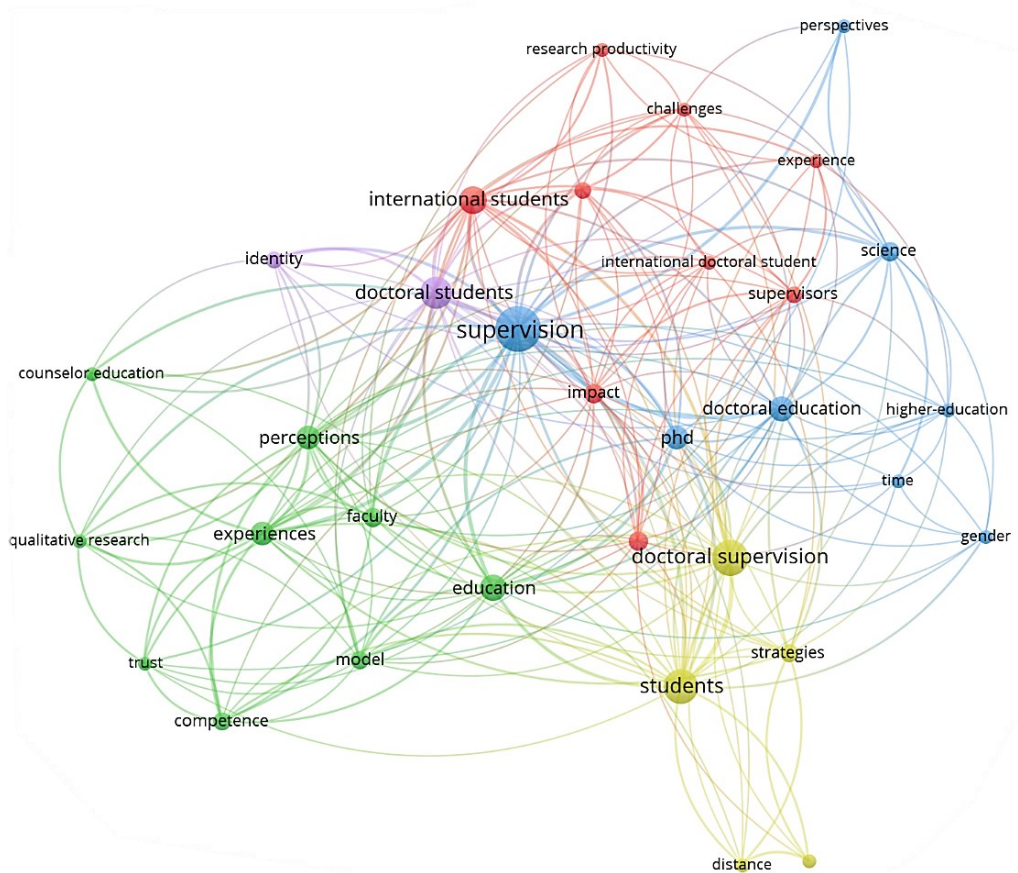 perspectives
research productivity
challenges
experience
international students
science
identity
international doctoral student
doctoral students
supervisors
supervision
counselor education
impact
doctoral education
higher-education
perceptions
phd
time
faculty
experiences
gender
qualitative research
doctoral supervision
education
strategies
model
trust
students
competence
distance